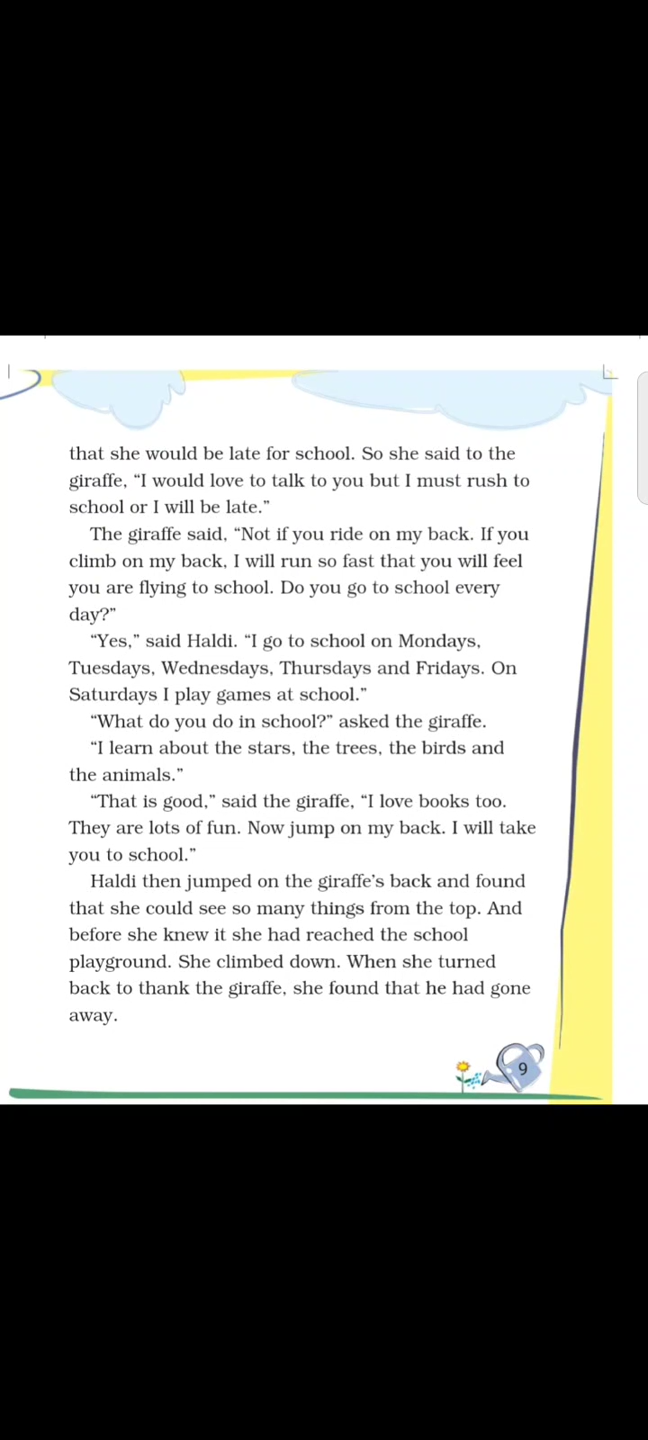 that she would be late for school. So she said to the
giraffe, “I would love to talk to you but I must rush to
school or I will be late.”
The giraffe said, “Not if you ride on my back. If you
climb on my back, I will run so fast that you will feel
you are flying to school. Do you go to school every
day?”
“Yes,” said Haldi. “I go to school on Mondays,
Tuesdays, Wednesdays, Thursdays and Fridays. On
Saturdays I play games at school.”
“What do you do in school?” asked the giraffe.
“I learn about the stars, the trees, the birds and
the animals.”
“That is good,” said the giraffe, “I love books too.
They are lots of fun. Now jump on my back. I will take
you to school.”
Haldi then jumped on the giraffe’s back and found
that she could see so many things from the top. And
before she knew it she had reached the school
playground. She climbed down. When she turned
back to thank the giraffe, she found that he had gone
away.
9